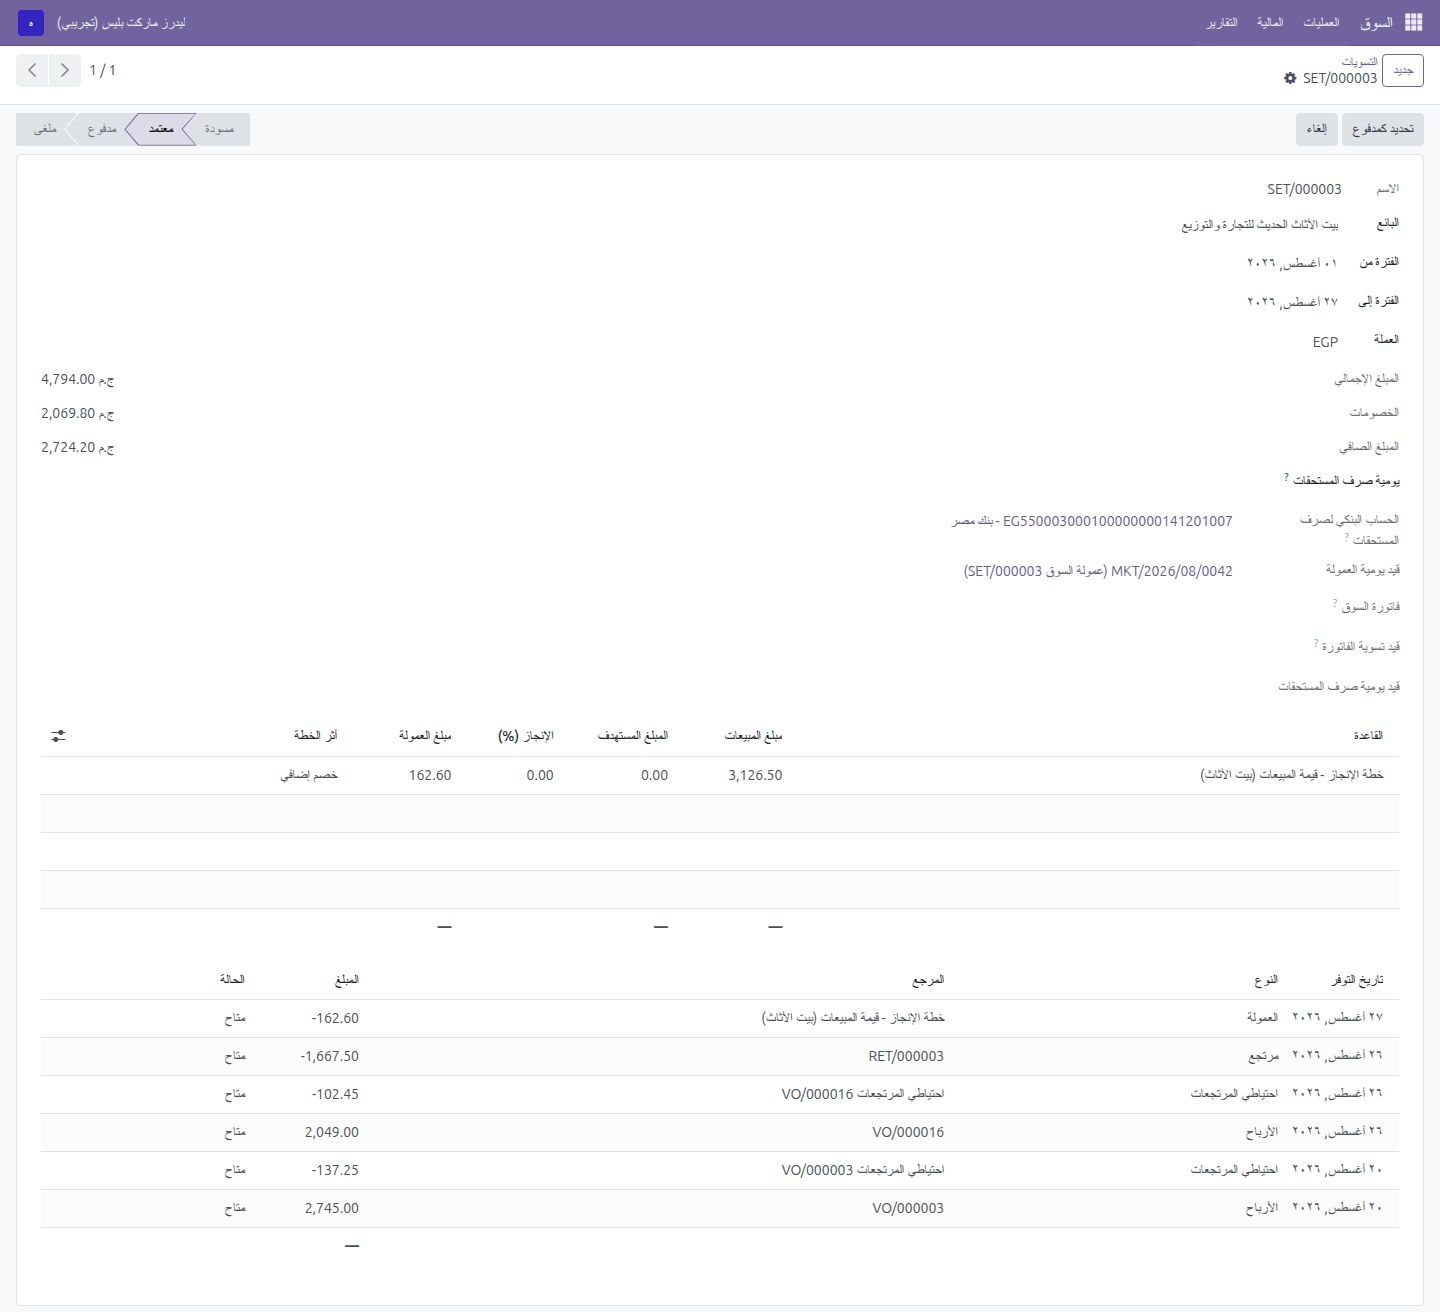 السوق
العمليات
المالية
التقارير
ليدرز ماركت بليس (تجريبي)
ه
جديد
التسويات
SET/000003
1 / 1
تحديد كمدفوع
إلغاء
مسودة
معتمد
مدفوع
ملغى
الاسم SET/000003
البائع بيت الأثاث الحديث للتجارة والتوزيع
الفترة من ٠١ أغسطس, ٢٠٢٦
الفترة إلى ٢٧ أغسطس, ٢٠٢٦
العملة EGP
المبلغ الإجمالي 4,794.00 ج.م
الخصومات 2,069.80 ج.م
المبلغ الصافي 2,724.20 ج.م
يومية صرف المستحقات ?
الحساب البنكي لصرف المستحقات ? EG550003000100000000141201007 - بنك مصر
قيد يومية العمولة MKT/2026/08/0042 (عمولة السوق SET/000003)
فاتورة السوق ?
قيد تسوية الفاتورة ?
قيد يومية صرف المستحقات
القاعدة مبلغ المبيعات المبلغ المستهدف الإنجاز (%) مبلغ العمولة أثر الخطة
خطة الإنجاز - قيمة المبيعات (بيت الأثاث) 3,126.50 0.00 0.00 162.60 خصم إضافي
— — —
تاريخ التوفر النوع المرجع المبلغ الحالة
٢٧ أغسطس, ٢٠٢٦ العمولة خطة الإنجاز - قيمة المبيعات (بيت الأثاث) -162.60 متاح
٢٦ أغسطس, ٢٠٢٦ مرتجع RET/000003 -1,667.50 متاح
٢٦ أغسطس, ٢٠٢٦ احتياطي المرتجعات احتياطي المرتجعات VO/000016 -102.45 متاح
٢٦ أغسطس, ٢٠٢٦ الأرباح VO/000016 2,049.00 متاح
٢٠ أغسطس, ٢٠٢٦ احتياطي المرتجعات احتياطي المرتجعات VO/000003 -137.25 متاح
٢٠ أغسطس, ٢٠٢٦ الأرباح VO/000003 2,745.00 متاح
—